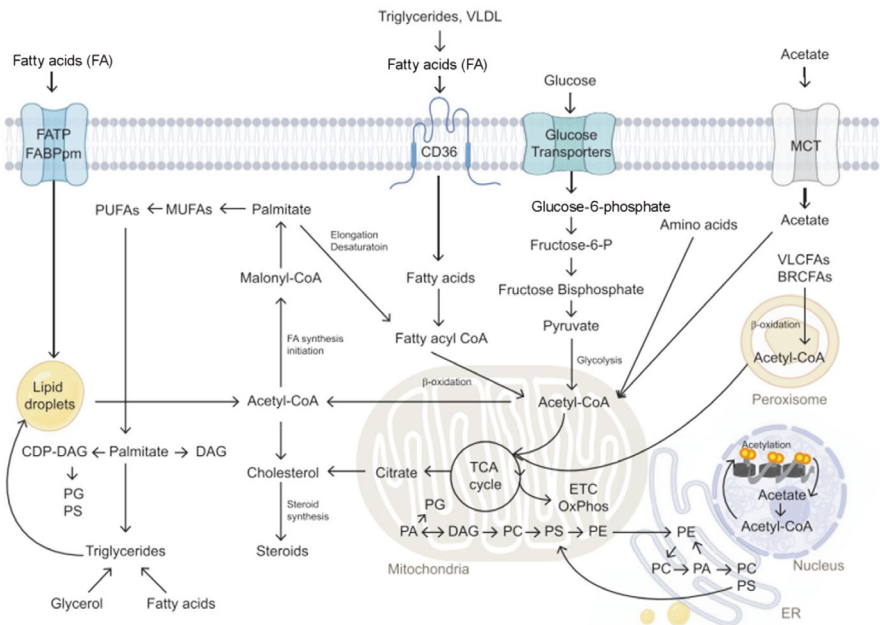 Triglycerides, VLDL
Fatty acids (FA)
Fatty acids (FA)
Acetate
Glucose
FATP
FABPpm
CD36
Glucose
Transporters
MCT
PUFAs
MUFAs
Palmitate
Glucose-6-phosphate
Acetate
Amino acids
Elongation
Desaturatoin
Fructose-6-P
VLCFAs
BRCFAs
Malonyl-CoA
Fatty acids
Fructose Bisphosphate
FA synthesis
initiation
Fatty acyl CoA
Pyruvate
β-oxidation
Glycolysis
Acetyl-CoA
β-oxidation
Lipid
droplets
Acetyl-CoA
Acetyl-CoA
Peroxisome
CDP-DAG
Palmitate
DAG
Cholesterol
Citrate
TCA
cycle
ETC
OxPhos
Acetylation
Acetate
Acetyl-CoA
PG
PS
Steroid
synthesis
PG
PA
DAG
PC
PS
PE
PE
Triglycerides
Steroids
Mitochondria
PC
PA
PC
PS
Nucleus
Glycerol
Fatty acids
ER